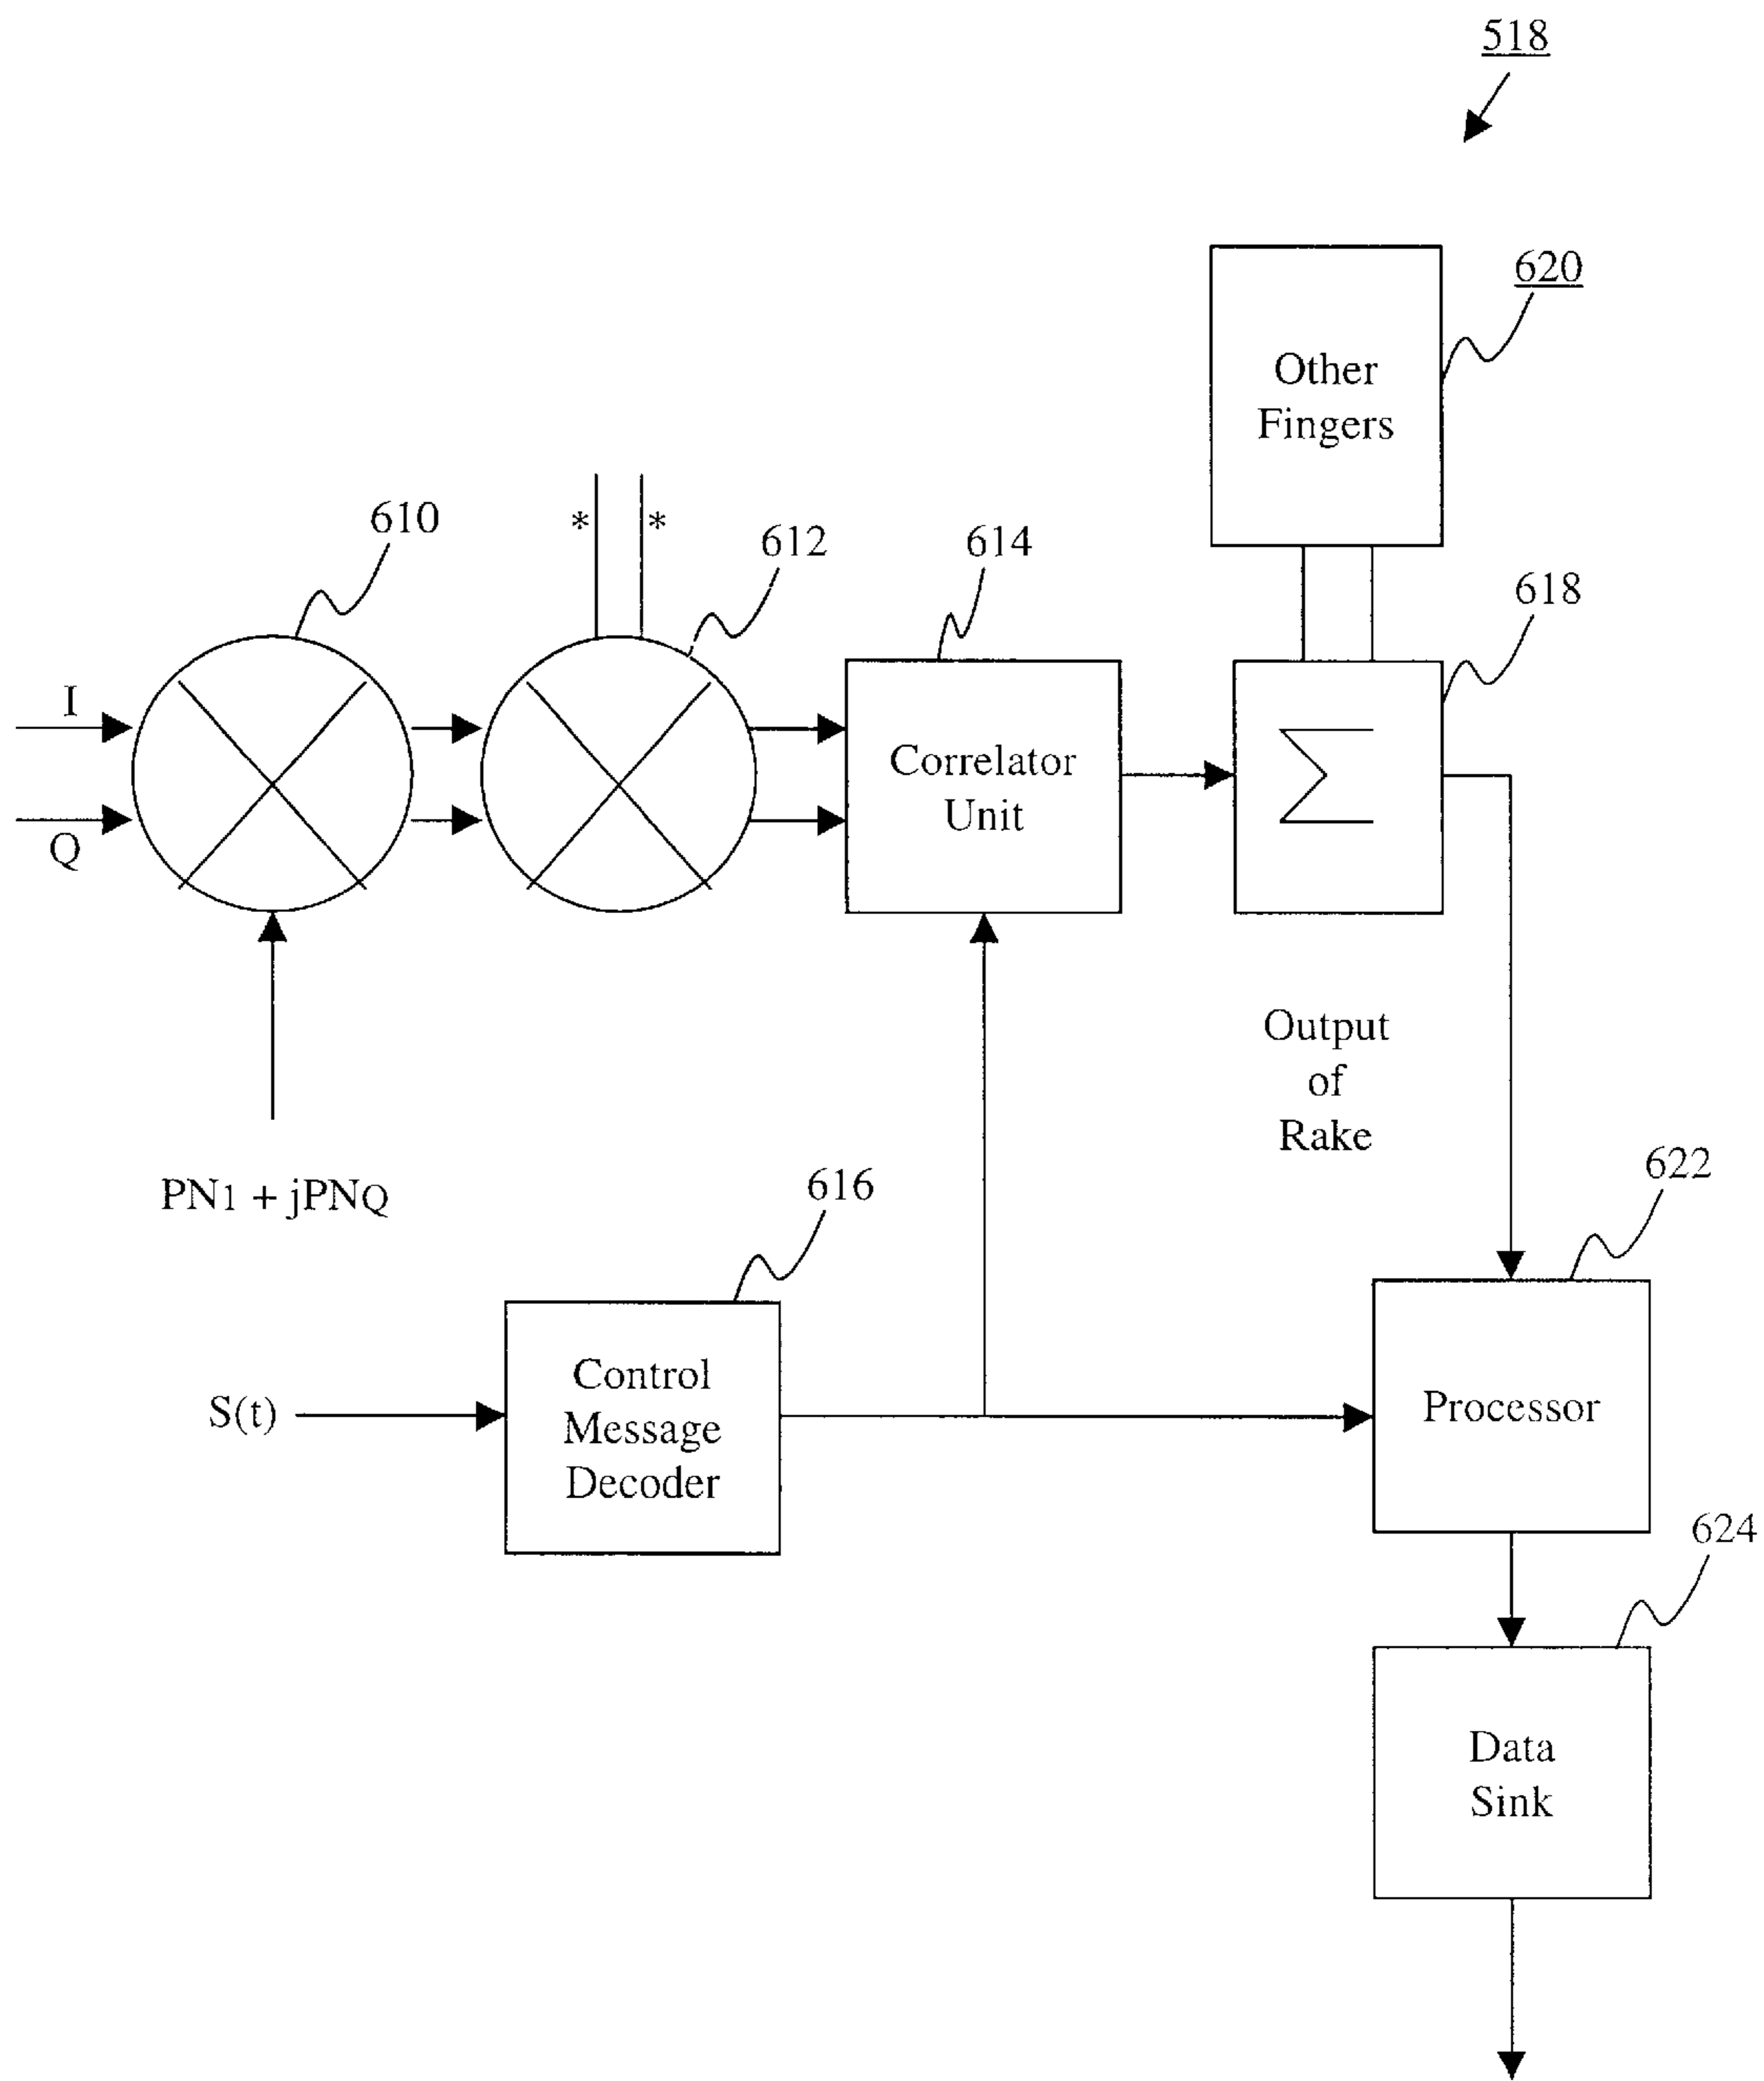 518
620
Other
Fingers
610
* *
612
614
618
I
Q
Correlator
Unit
Σ
Output
of
Rake
PN1 + jPNQ
616
622
S(t)
Control
Message
Decoder
Processor
624
Data
Sink